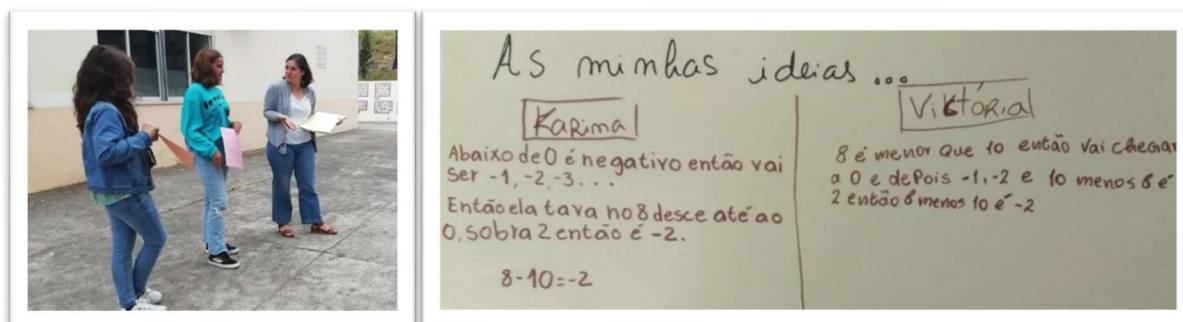 As minhas ideias...
Karima
Abaixo de 0 é negativo então vai
ser -1, -2, -3...
Então ela tava no 8 desce até ao
0, sobra 2 então é -2.
8-10=-2
Viktória
8 é menor que 10 então vai chegar
a 0 e depois -1, -2 e 10 menos 8 é
2 então 8 menos 10 é -2